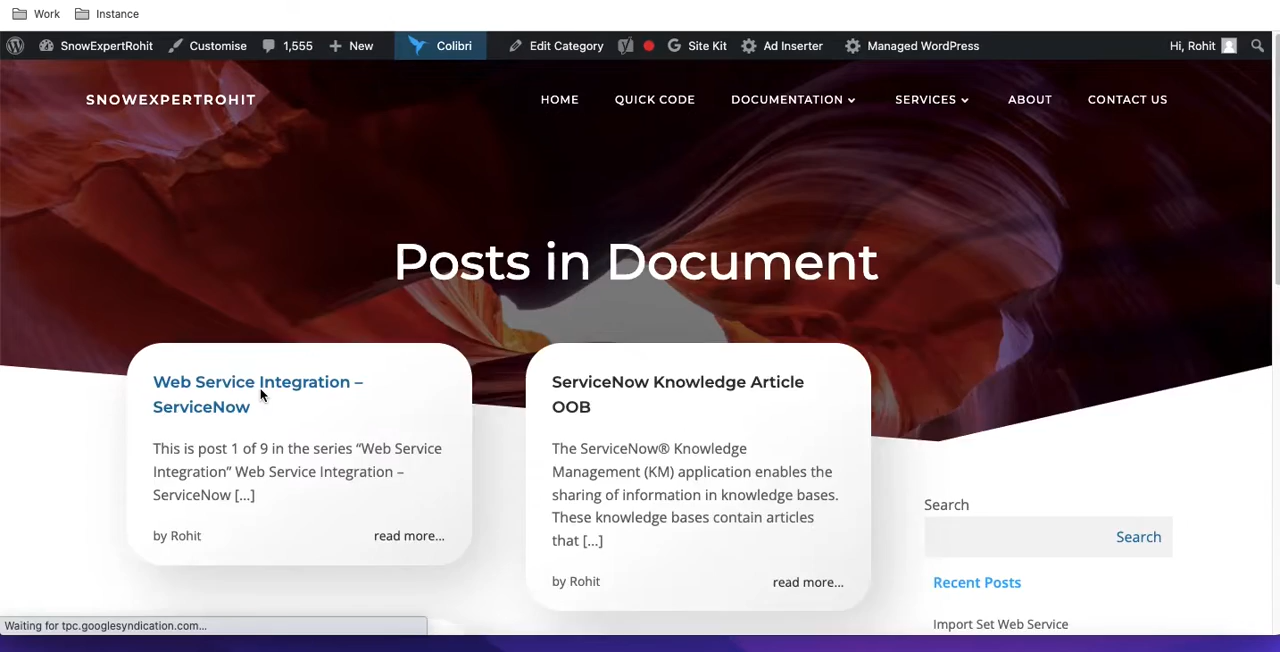 Work Instance
SnowExpertRohit Customise 1,555 New Colibri Edit Category Site Kit Ad Inserter Managed WordPress Hi, Rohit
SNOWEXPERTROHIT HOME QUICK CODE DOCUMENTATION SERVICES ABOUT CONTACT US
Posts in Document
Web Service Integration –
ServiceNow
This is post 1 of 9 in the series “Web Service
Integration” Web Service Integration –
ServiceNow [...]
by Rohit read more...
ServiceNow Knowledge Article
OOB
The ServiceNow® Knowledge
Management (KM) application enables the
sharing of information in knowledge bases.
These knowledge bases contain articles
that [...]
by Rohit read more...
Search
Search
Recent Posts
Import Set Web Service
Waiting for tpc.googlesyndication.com...